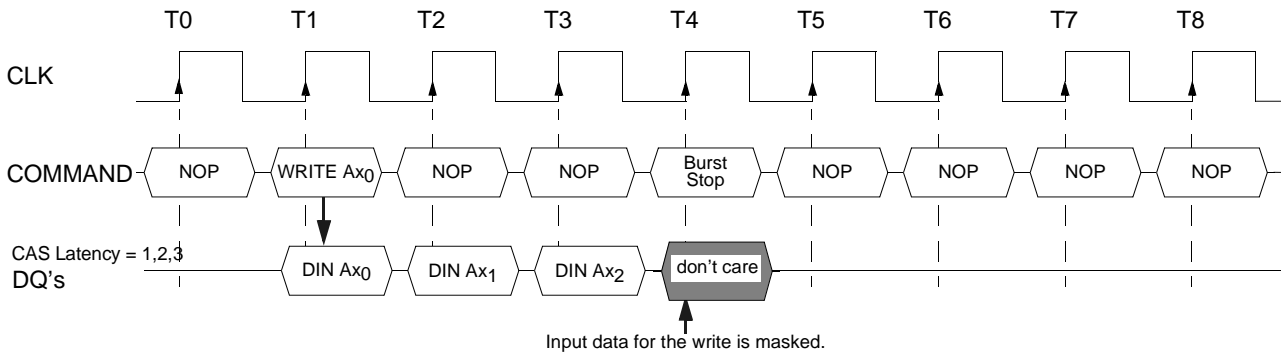 T0 T1 T2 T3 T4 T5 T6 T7 T8
CLK
COMMAND NOP WRITE Ax0 NOP NOP Burst Stop NOP NOP NOP NOP
CAS Latency = 1,2,3
DQ's DIN Ax0 DIN Ax1 DIN Ax2 don't care
Input data for the write is masked.